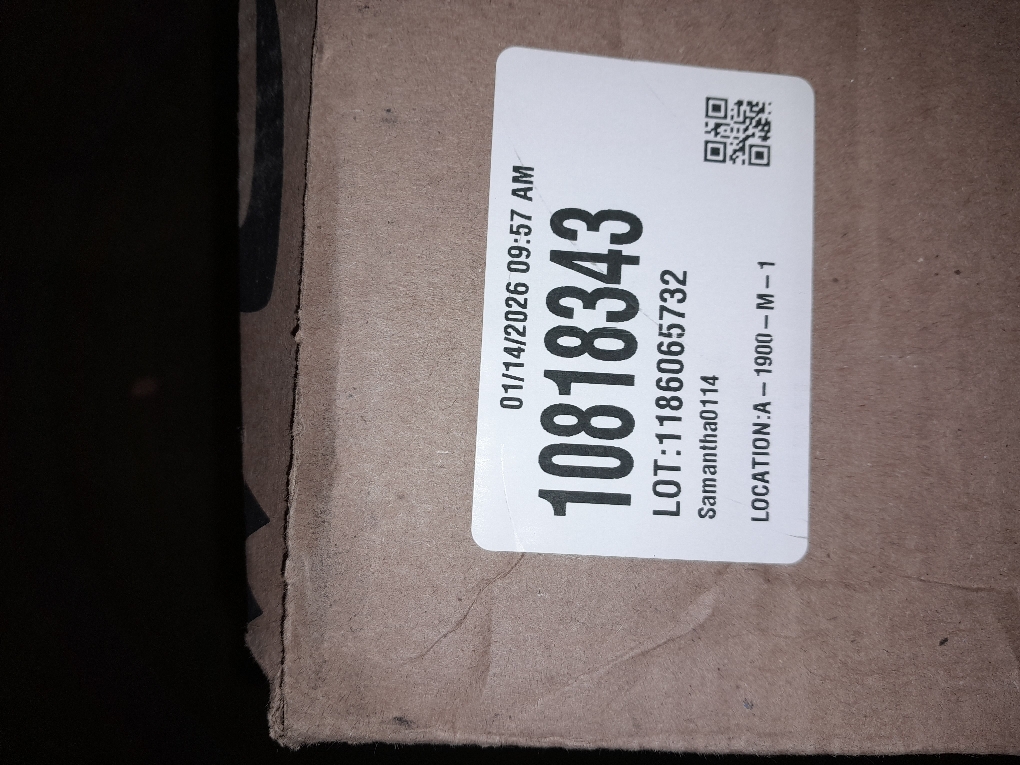 01/14/2026 09:57 AM
10818343
LOT:1186065732
Samantha0114
LOCATION:A-1900-M-1